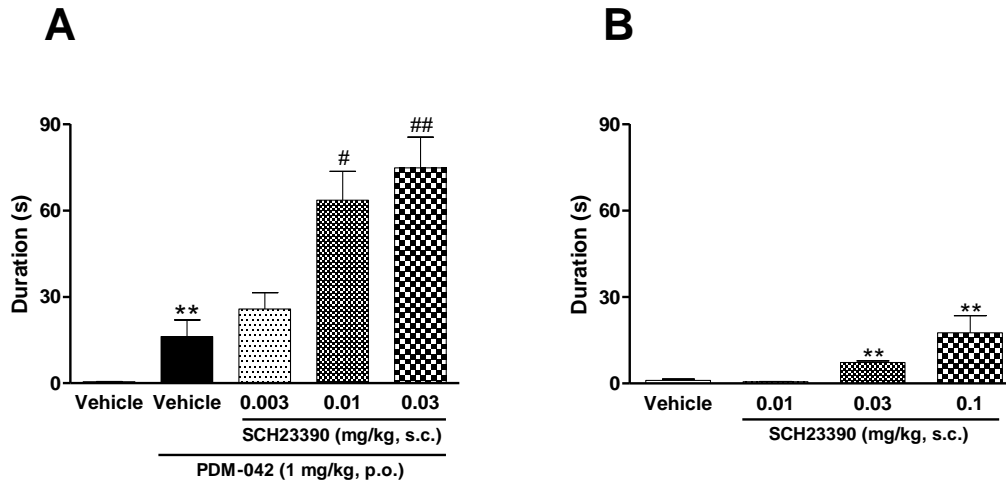 A
B
90
60
30
0
Duration (s)
**
#
##
Vehicle Vehicle 0.003 0.01 0.03
SCH23390 (mg/kg, s.c.)
PDM-042 (1 mg/kg, p.o.)
90
60
30
0
Duration (s)
**
**
Vehicle 0.01 0.03 0.1
SCH23390 (mg/kg, s.c.)